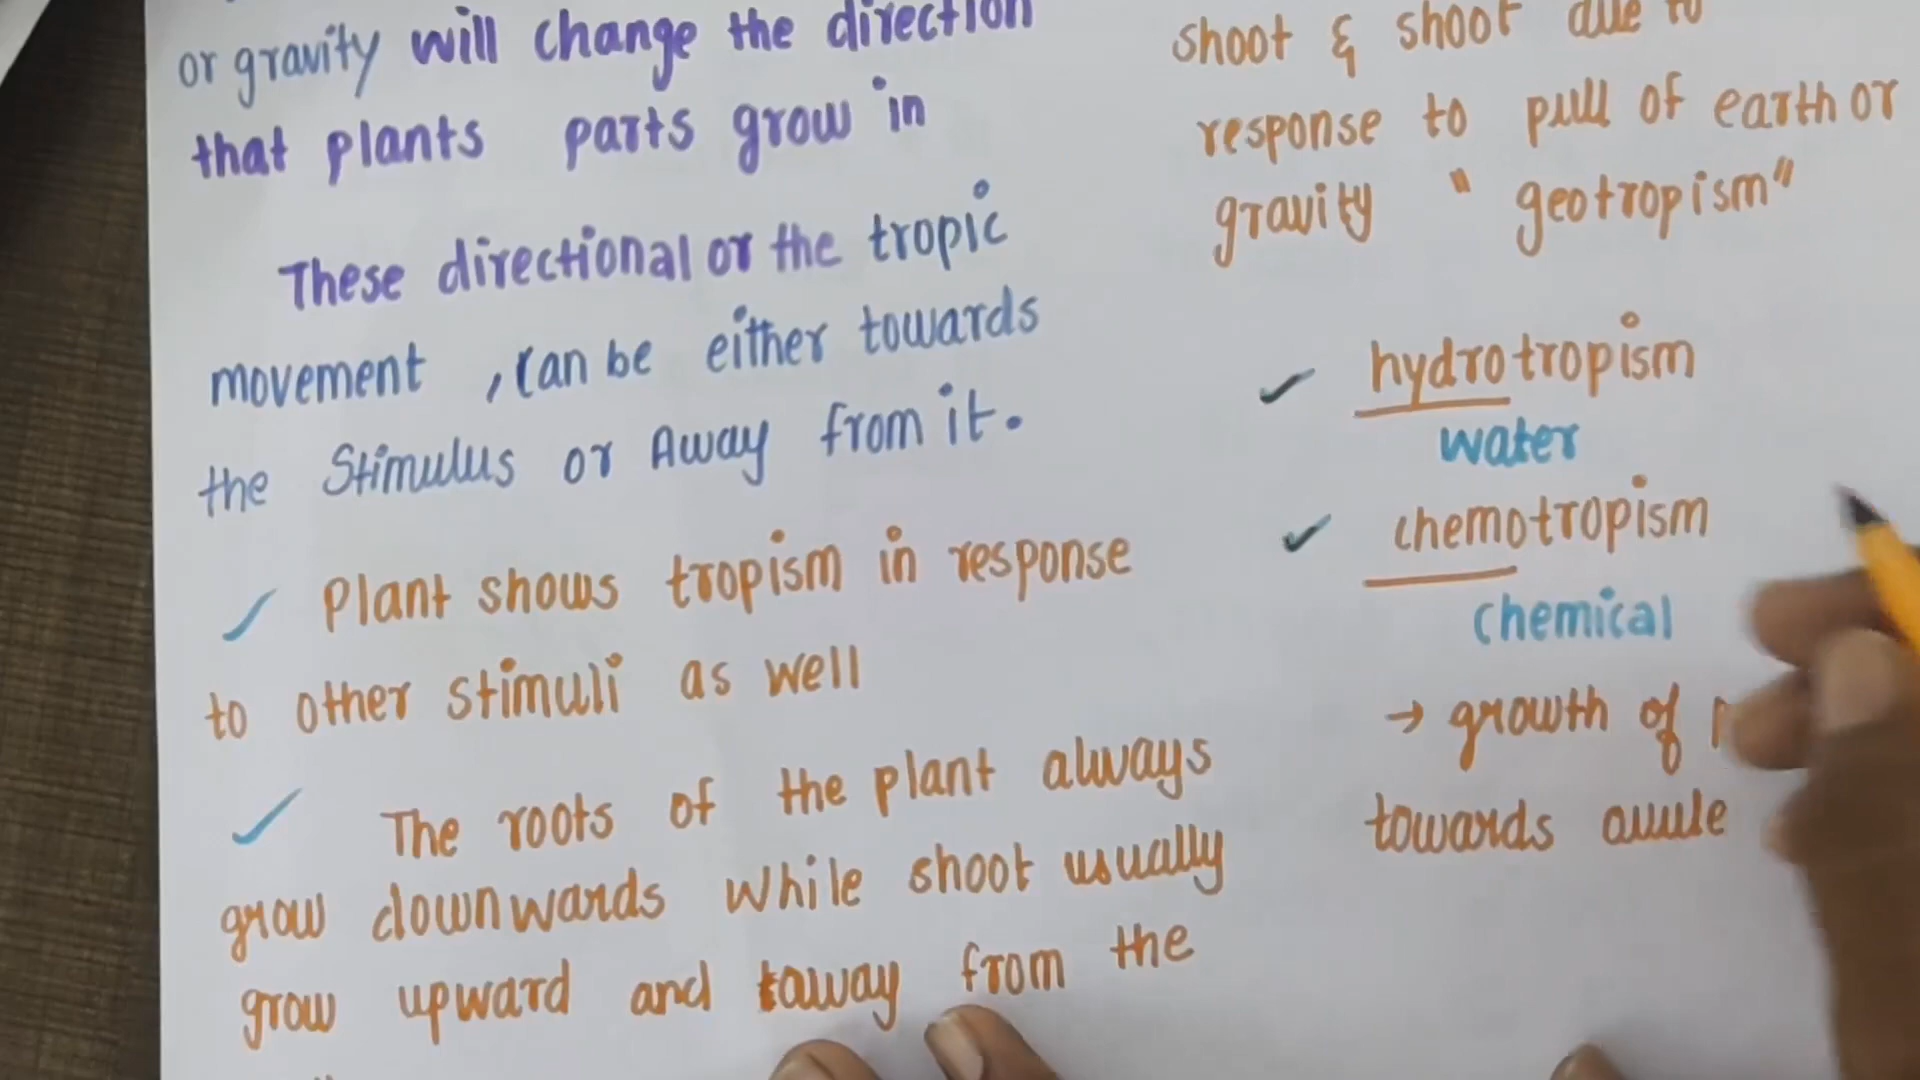 or gravity will change the direction
that plants parts grow in
These directional or the tropic
movement , can be either towards
the Stimulus or Away from it.
✓ Plant shows tropism in response
to other stimuli as well
✓ The roots of the plant always
grow downwards while shoot usually
grow upward and taway from the
shoot & shoot due to
response to pull of earth or
gravity " geotropism"
✓ hydrotropism
water
✓ chemotropism
chemical
→ growth of
towards ovule